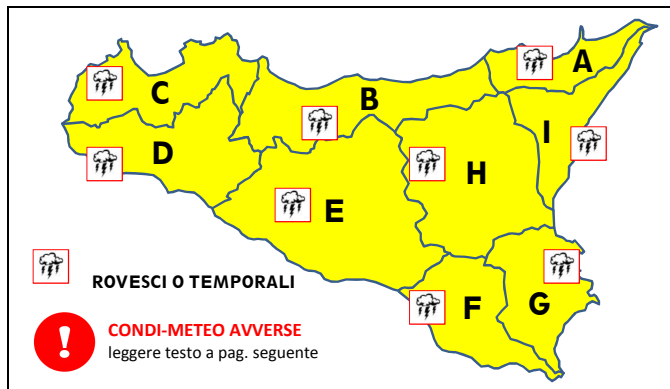 A
C
B
I
D
H
E
ROVESCI O TEMPORALI
F
G
CONDI-METEO AVVERSE
leggere testo a pag. seguente